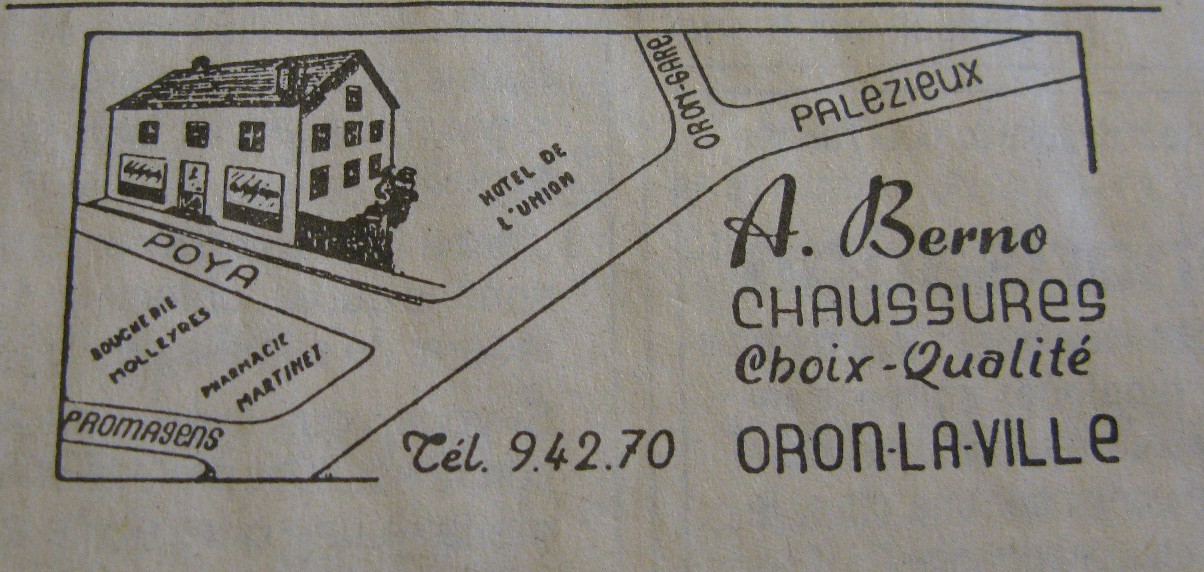 ORON-GARE
PALEZIEUX
HOTEL DE
L'UNION
POYA
BOUCHERIE
MOLLEYRES
PHARMACIE
MARTINET
PROMASENS
A. Berno
CHAUSSURES
Choix-Qualité
Tél. 9.42.70
ORON-LA-VILLE